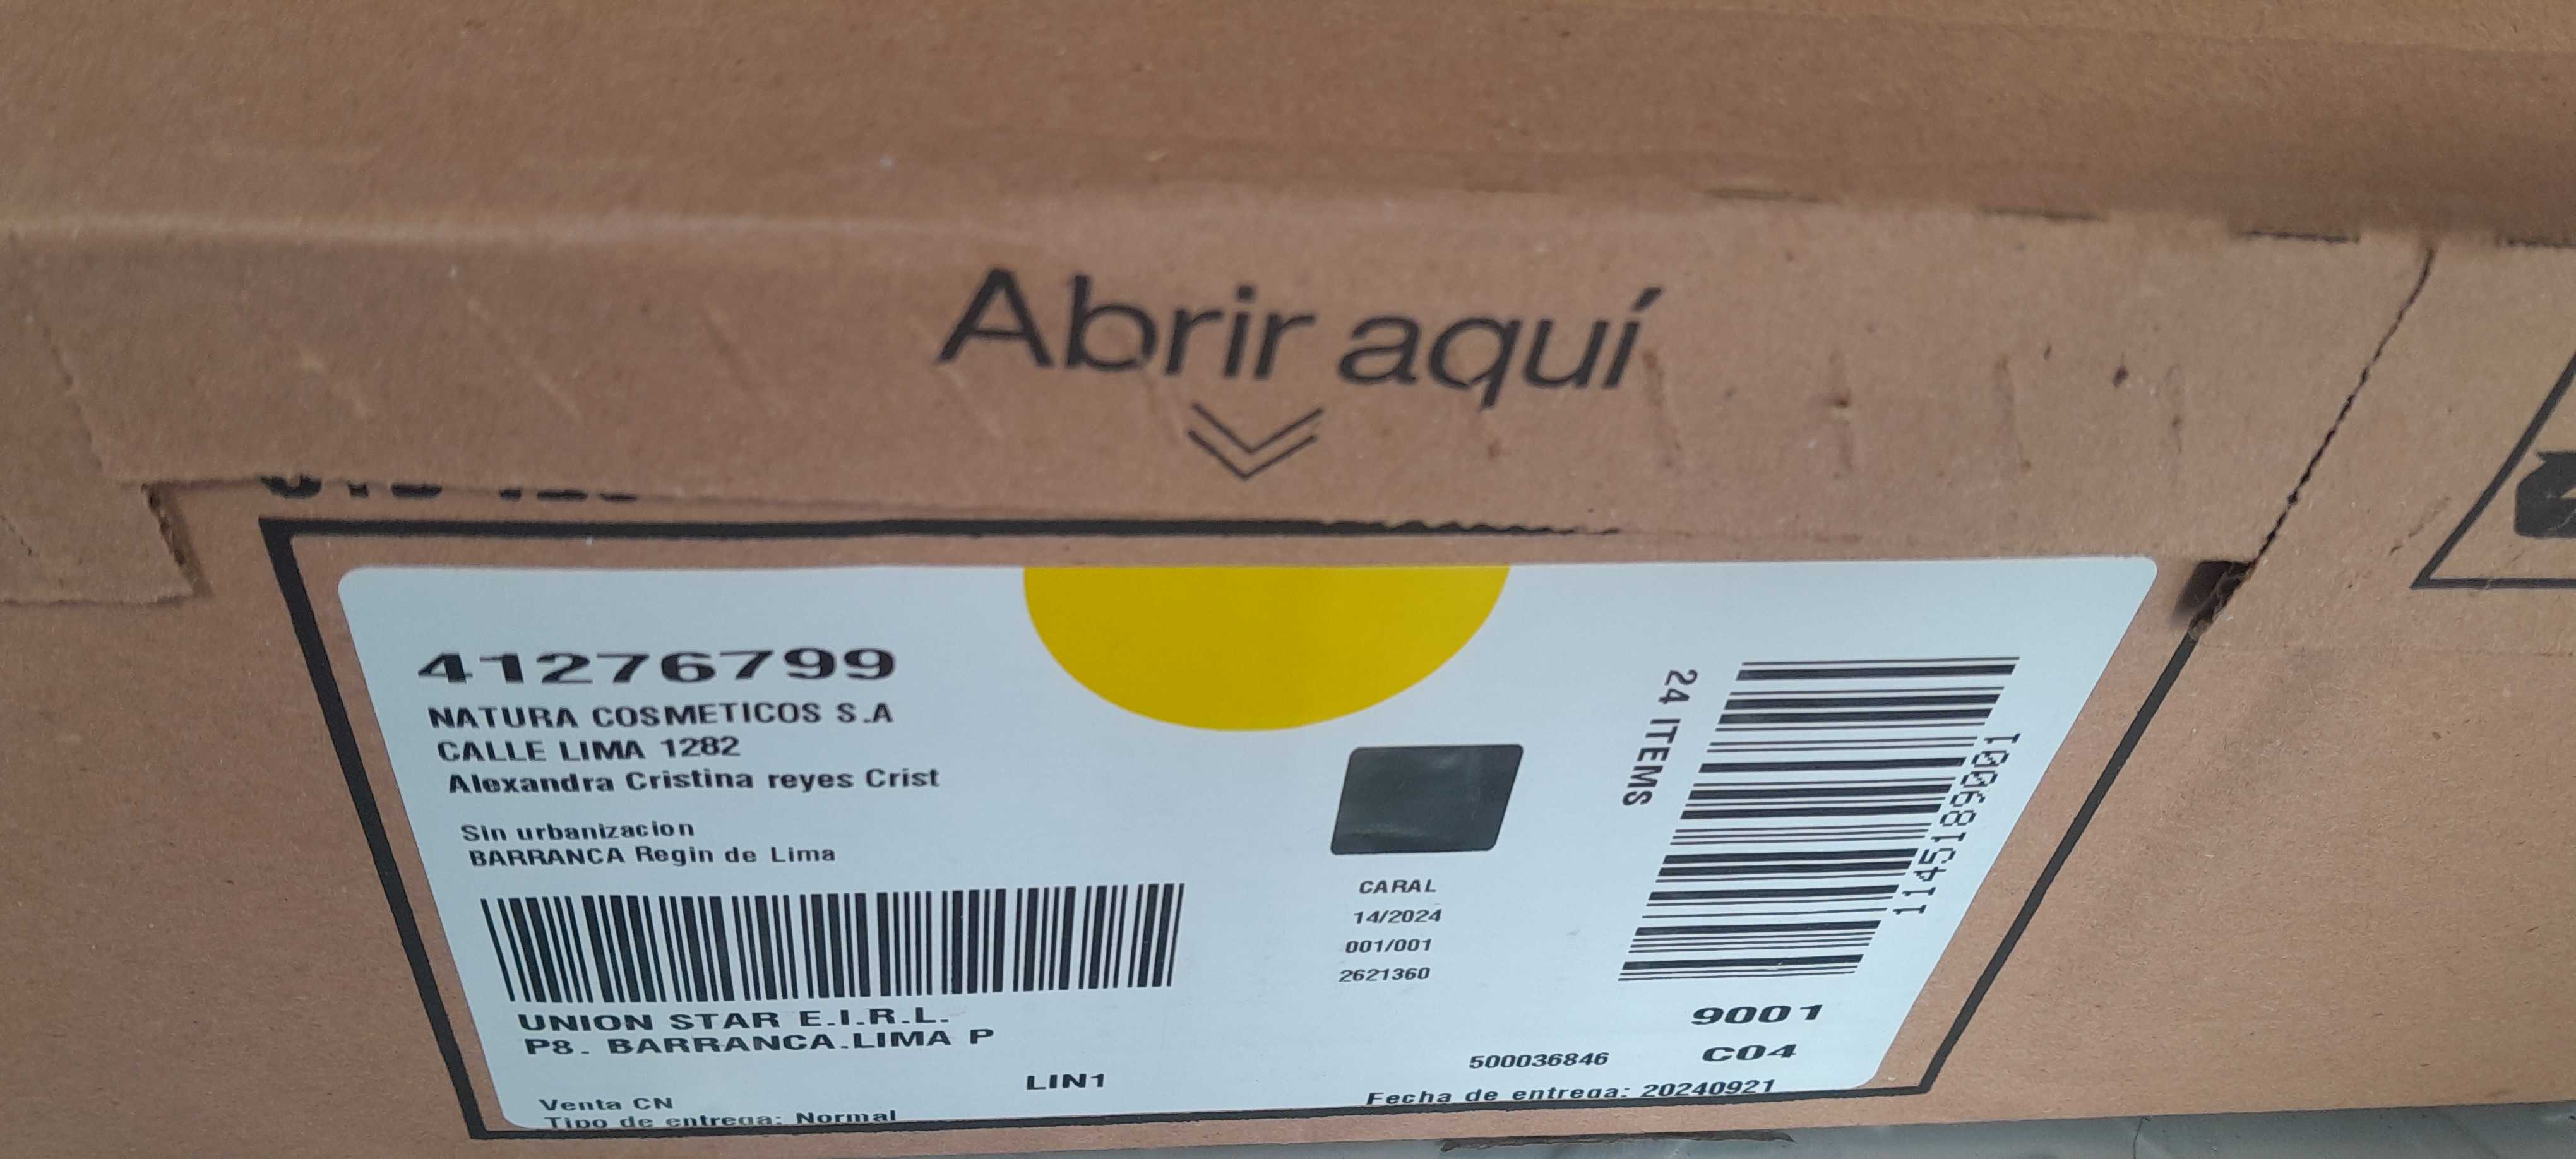 Abrir aquí
41276799
NATURA COSMETICOS S.A
CALLE LIMA 1282
Alexandra Cristina reyes Crist
Sin urbanizacion
BARRANCA Regin de Lima
UNION STAR E.I.R.L.
P8. BARRANCA.LIMA P
LIN1
Venta CN
Tipo de entrega: Normal
CARAL
14/2024
001/001
2621360
24 ITEMS
114518190001
9001
C04
500036846
Fecha de entrega: 20240921